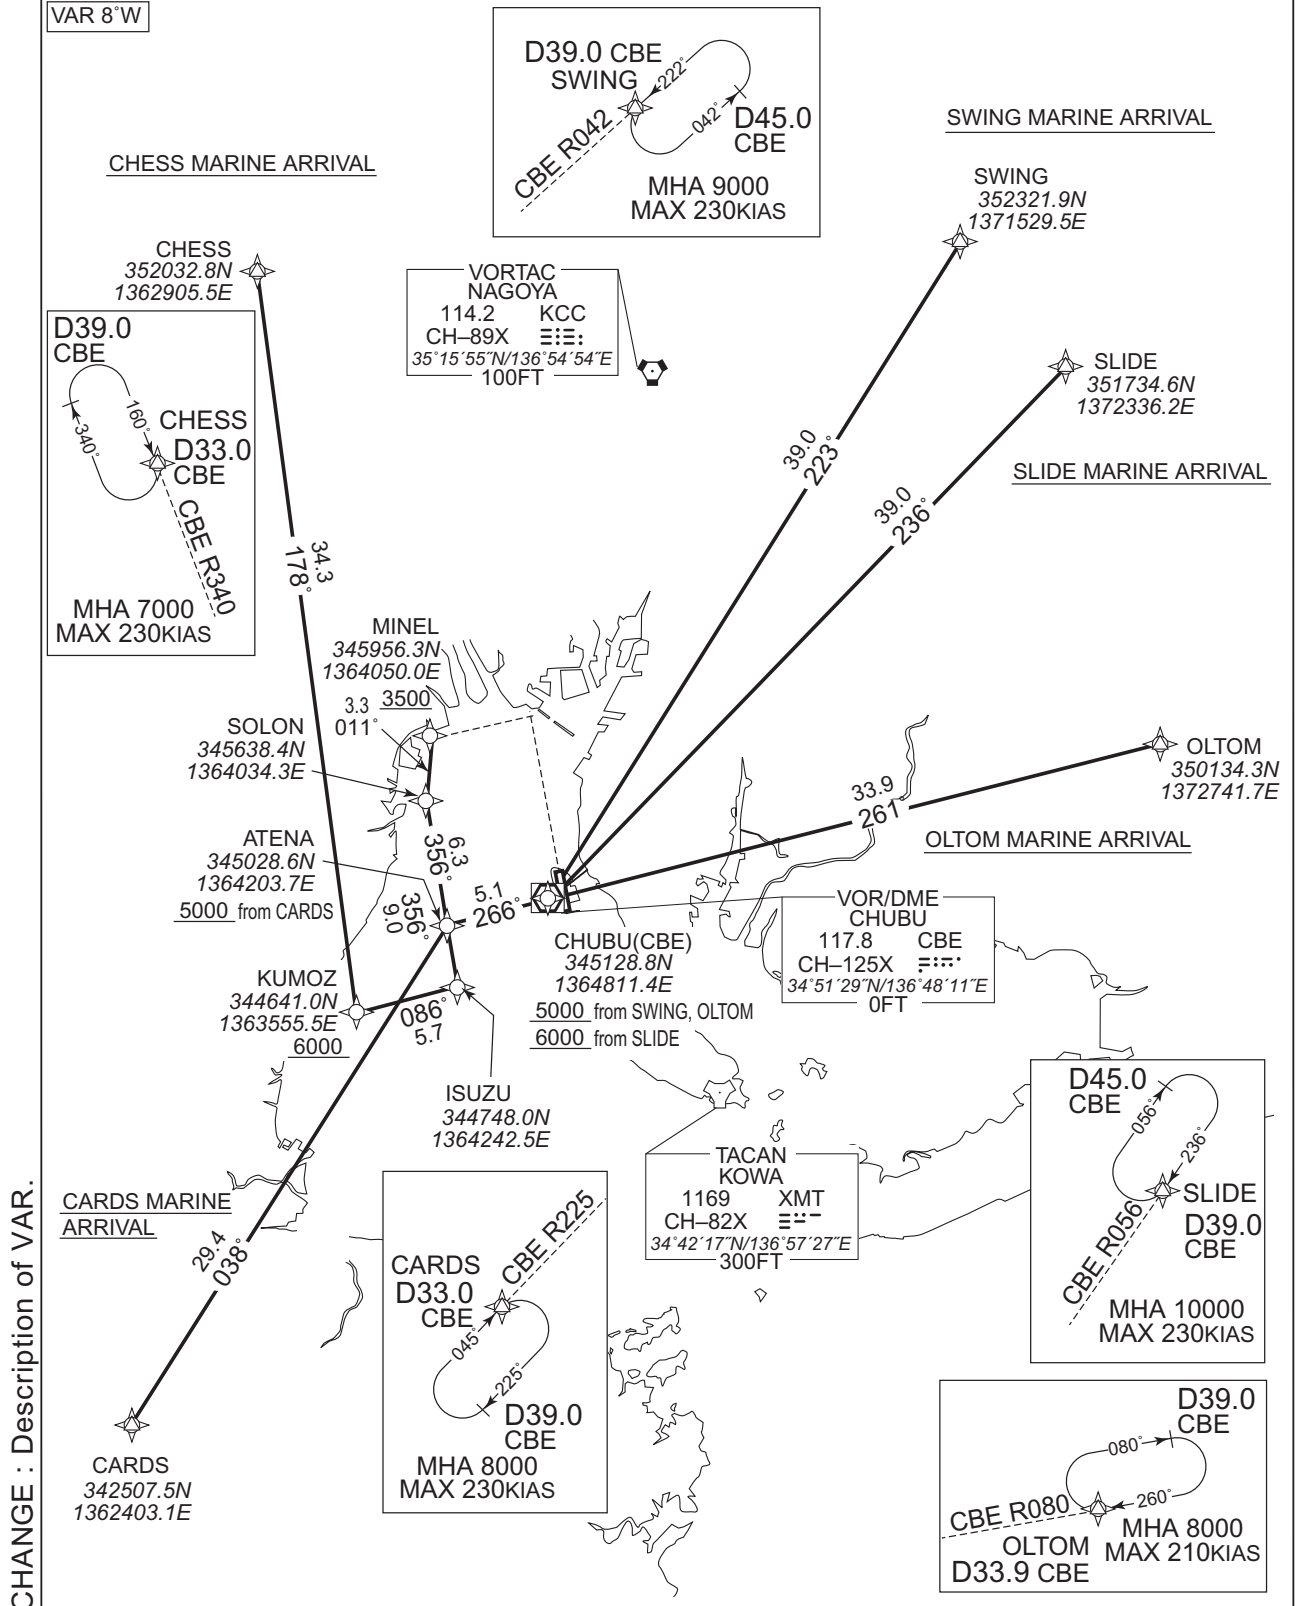 VAR 8°W
D39.0 CBE
SWING
222°
042°
D45.0
CBE
CBE R042
MHA 9000
MAX 230KIAS
SWING MARINE ARRIVAL
CHESS MARINE ARRIVAL
SWING
352321.9N
1371529.5E
CHESS
352032.8N
1362905.5E
VORTAC
NAGOYA
114.2 KCC
CH–89X
35°15´55˝N/136°54´54˝E
100FT
D39.0
CBE
160°
340°
CHESS
D33.0
CBE
CBE R340
MHA 7000
MAX 230KIAS
SLIDE
351734.6N
1372336.2E
39.0
223°
39.0
236°
SLIDE MARINE ARRIVAL
34.3
178°
MINEL
345956.3N
1364050.0E
3500
3.3
011°
SOLON
345638.4N
1364034.3E
OLTOM
350134.3N
1372741.7E
33.9
261°
OLTOM MARINE ARRIVAL
ATENA
345028.6N
1364203.7E
5000 from CARDS
6.3
356°
356°
9.0
5.1
266°
VOR/DME
CHUBU
117.8 CBE
CH–125X
34°51´29˝N/136°48´11˝E
0FT
CHUBU(CBE)
345128.8N
1364811.4E
5000 from SWING, OLTOM
6000 from SLIDE
KUMOZ
344641.0N
1363555.5E
6000
086°
5.7
ISUZU
344748.0N
1364242.5E
D45.0
CBE
056°
236°
SLIDE
D39.0
CBE
CBE R056
MHA 10000
MAX 230KIAS
TACAN
KOWA
1169 XMT
CH–82X
34°42´17˝N/136°57´27˝E
300FT
CARDS MARINE
ARRIVAL
29.4
038°
CBE R225
CARDS
D33.0
CBE
045°
225°
D39.0
CBE
MHA 8000
MAX 230KIAS
D39.0
CBE
080°
260°
CBE R080
OLTOM
D33.9 CBE
MHA 8000
MAX 210KIAS
CARDS
342507.5N
1362403.1E
CHANGE : Description of VAR.